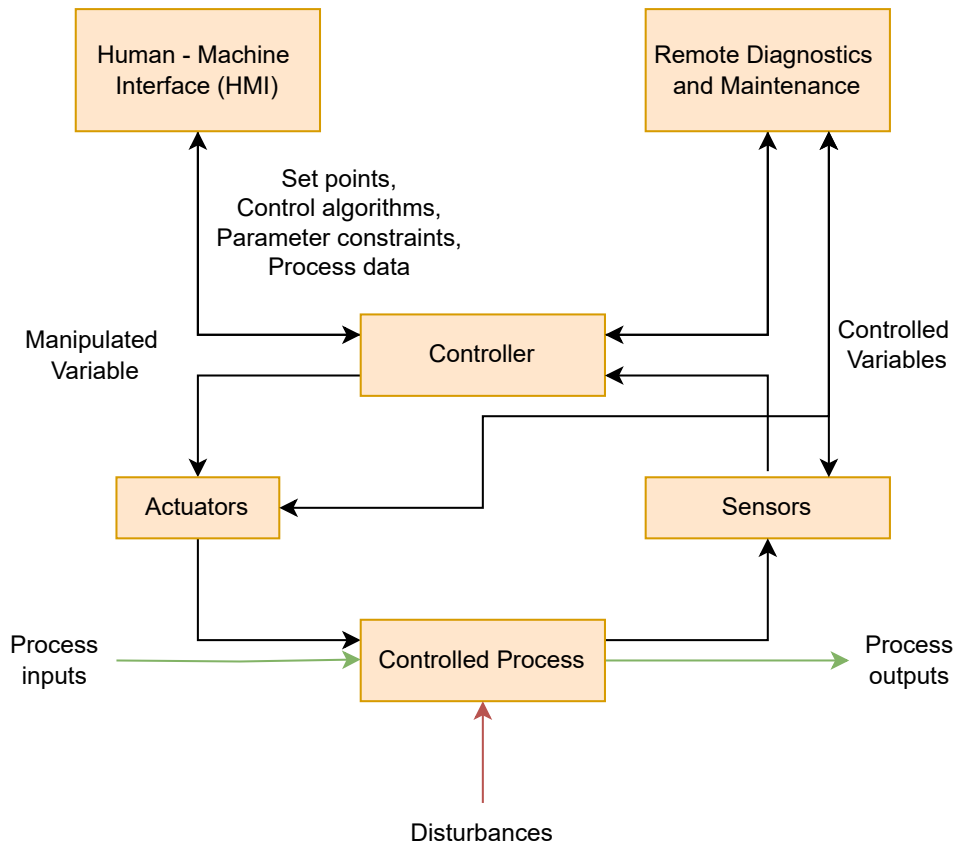 Human - Machine
Interface (HMI)
Remote Diagnostics
and Maintenance
Set points,
Control algorithms,
Parameter constraints,
Process data
Manipulated
Variable
Controller
Controlled
Variables
Actuators
Sensors
Process
inputs
Controlled Process
Process
outputs
Disturbances